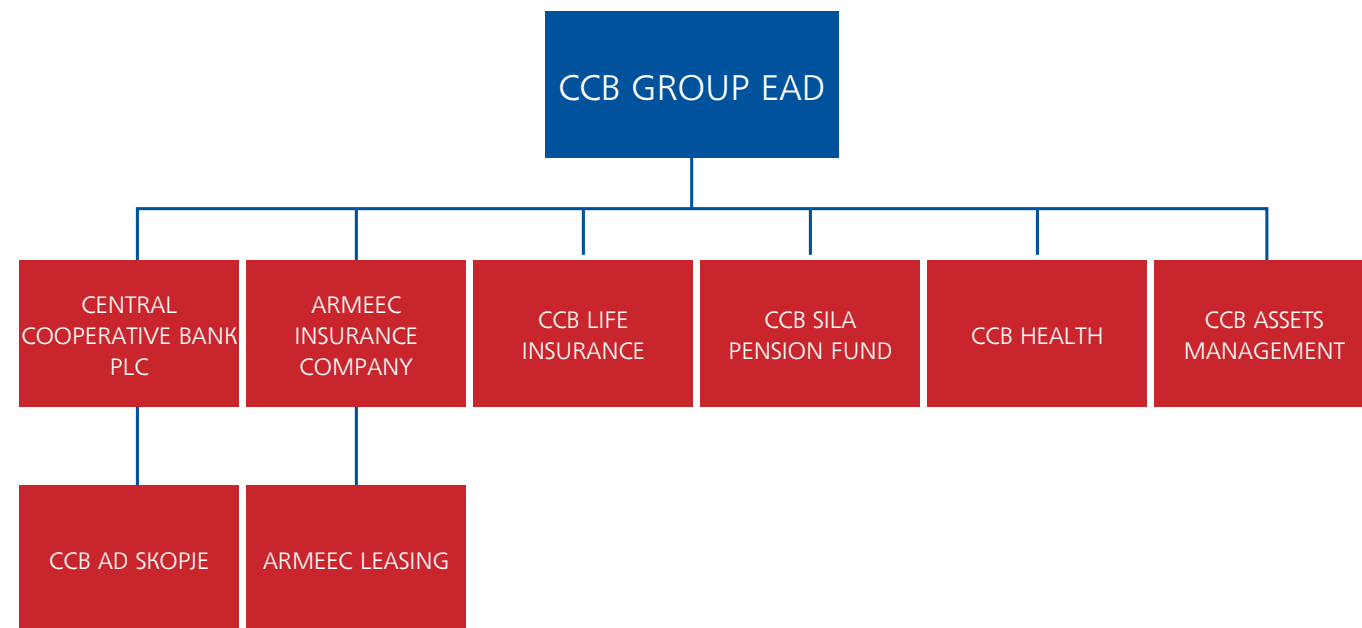 CCB GROUP EAD
CENTRAL
COOPERATIVE BANK
PLC
ARMEEC
INSURANCE
COMPANY
CCB LIFE
INSURANCE
CCB SILA
PENSION FUND
CCB HEALTH
CCB ASSETS
MANAGEMENT
CCB AD SKOPJE
ARMEEC LEASING